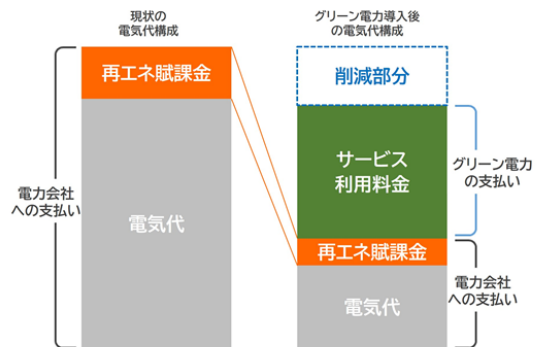 現状の
電気代構成
再エネ賦課金
電気代
電力会社
への支払い
グリーン電力導入後
の電気代構成
削減部分
サービス
利用料金
再エネ賦課金
電気代
グリーン電力
の支払い
電力会社
への支払い